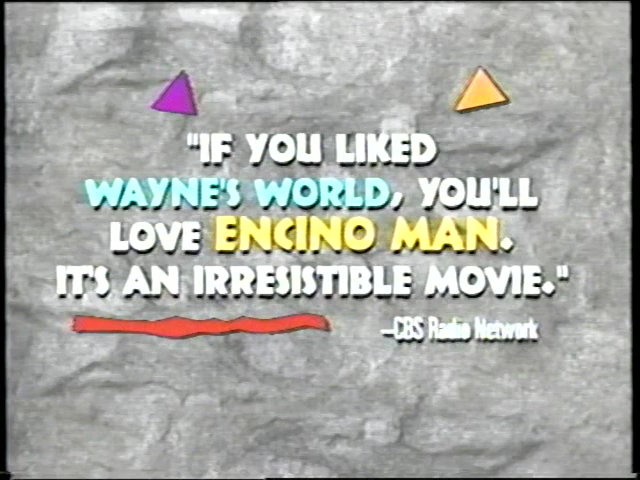 "IF YOU LIKED
WAYNE'S WORLD, YOU'LL
LOVE ENCINO MAN.
IT'S AN IRRESISTIBLE MOVIE."
–CBS Radio Network